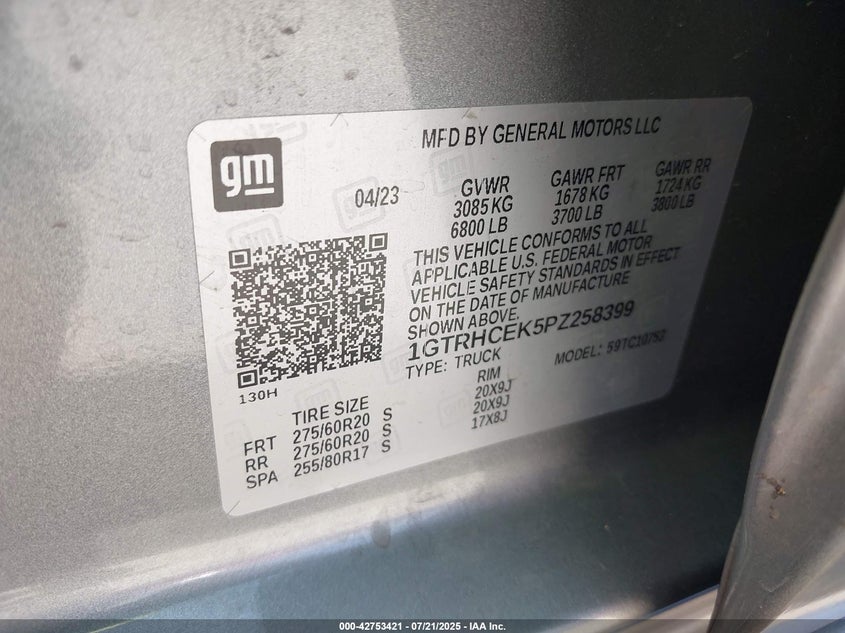 gm
MFD BY GENERAL MOTORS LLC
04/23
GVWR GAWR FRT GAWR RR
3085 KG 1678 KG 1724 KG
6800 LB 3700 LB 3800 LB
THIS VEHICLE CONFORMS TO ALL
APPLICABLE U.S. FEDERAL MOTOR
VEHICLE SAFETY STANDARDS IN EFFECT
ON THE DATE OF MANUFACTURE
SHOWN ABOVE.
1GTRHCEK5PZ258399
TYPE: TRUCK MODEL: 59TC10753
130H
TIRE SIZE RIM
FRT 275/60R20 S 20X9J
RR 275/60R20 S 20X9J
SPA 255/80R17 S 17X8J
000-42753421 - 07/21/2025 - IAA Inc.